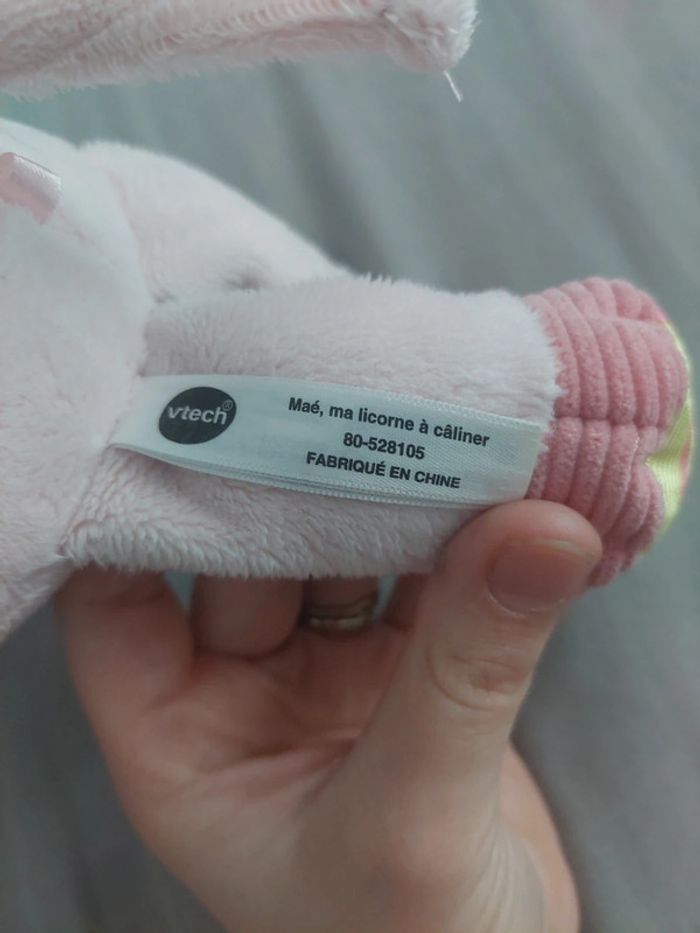 vtech®
Maé, ma licorne à câliner
80-528105
FABRIQUÉ EN CHINE